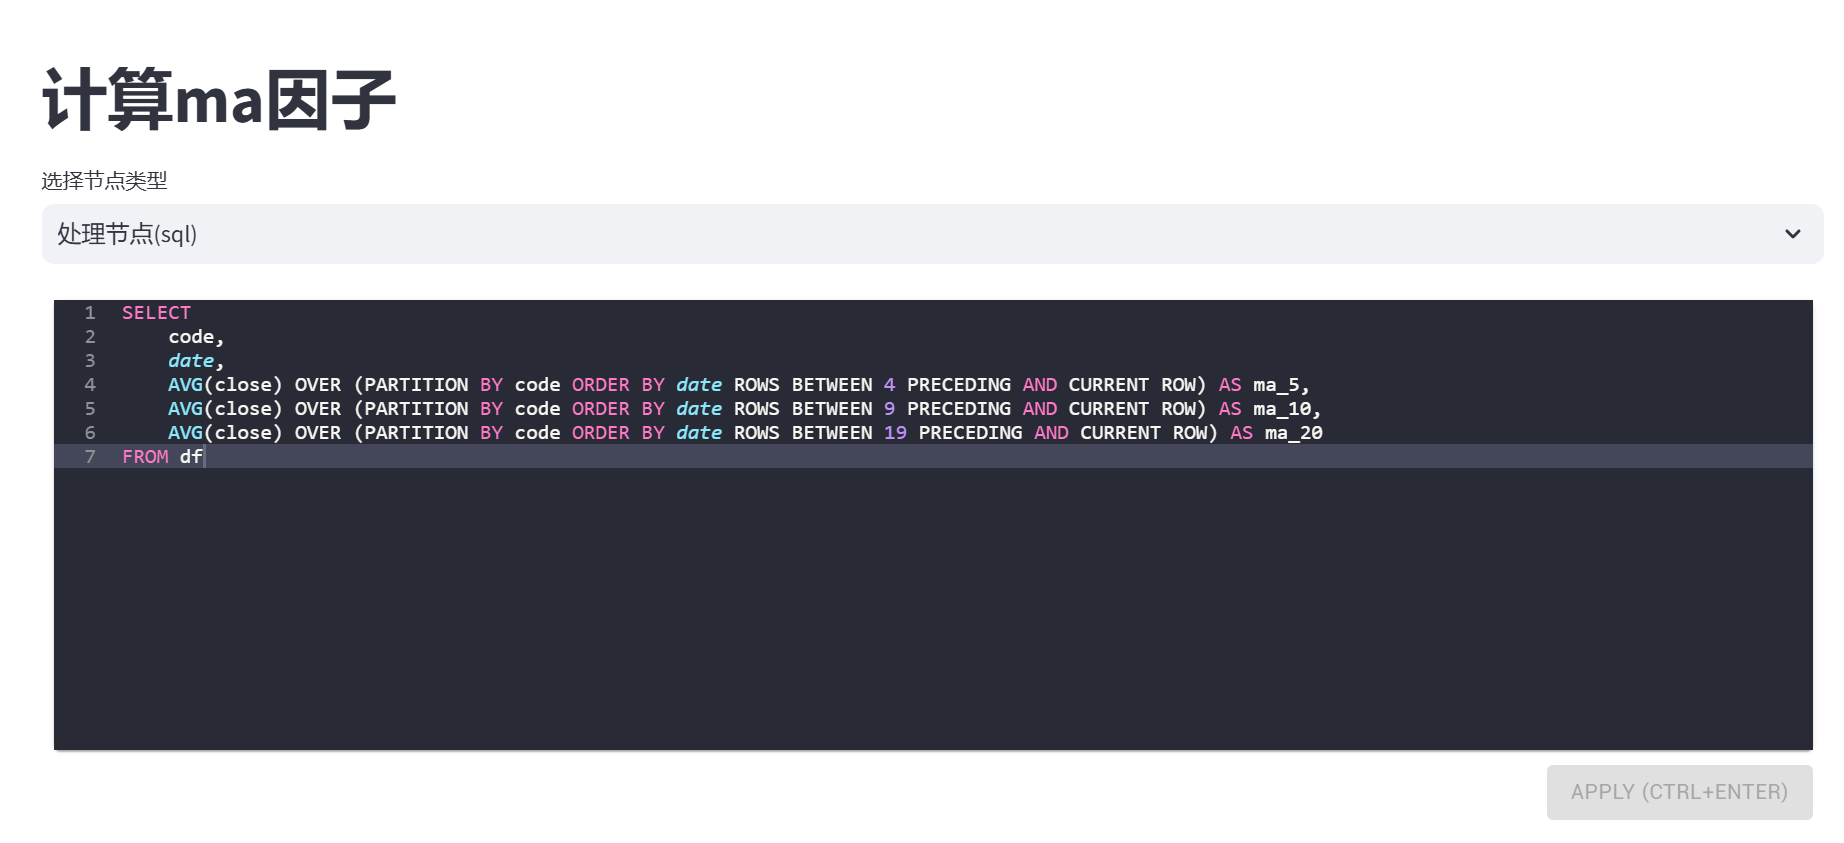 计算ma因子
选择节点类型
处理节点(sql)
1 SELECT
2     code,
3     date,
4     AVG(close) OVER (PARTITION BY code ORDER BY date ROWS BETWEEN 4 PRECEDING AND CURRENT ROW) AS ma_5,
5     AVG(close) OVER (PARTITION BY code ORDER BY date ROWS BETWEEN 9 PRECEDING AND CURRENT ROW) AS ma_10,
6     AVG(close) OVER (PARTITION BY code ORDER BY date ROWS BETWEEN 19 PRECEDING AND CURRENT ROW) AS ma_20
7 FROM df
APPLY (CTRL+ENTER)